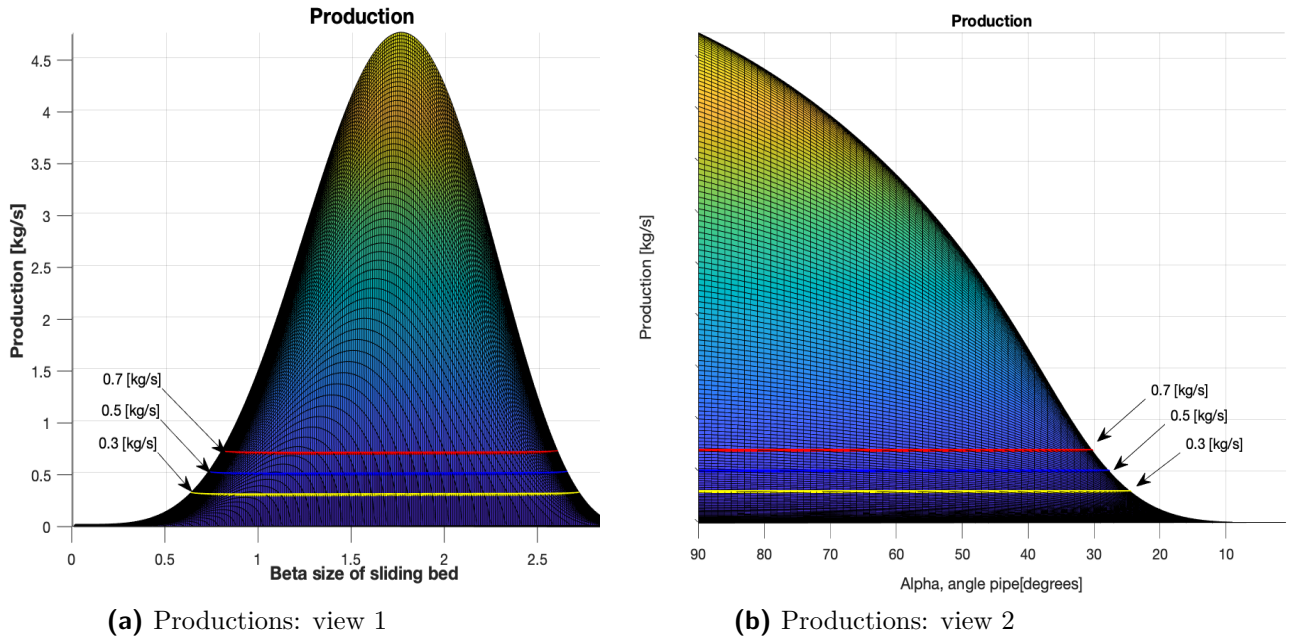 Production
Production [kg/s]
4.5
4
3.5
3
2.5
2
1.5
1
0.5
0
0.7 [kg/s]
0.5 [kg/s]
0.3 [kg/s]
0
0.5
1
1.5
2
2.5
Beta size of sliding bed
(a) Productions: view 1
Production
Production [kg/s]
0.7 [kg/s]
0.5 [kg/s]
0.3 [kg/s]
90
80
70
60
50
40
30
20
10
Alpha, angle pipe[degrees]
(b) Productions: view 2